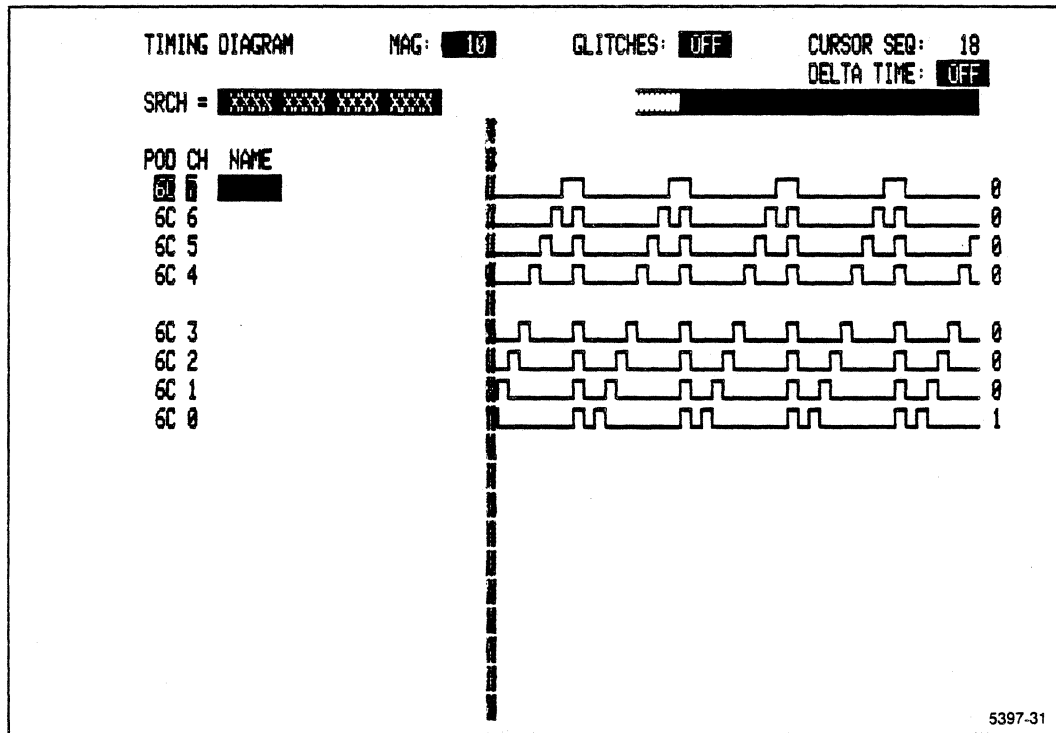 TIMING DIAGRAM MAG: 10 GLITCHES: OFF CURSOR SEQ: 18
DELTA TIME: OFF
SRCH = XXXX XXXX XXXX XXXX
POD CH NAME
7 0
6C 6 0
6C 5 0
6C 4 0
6C 3 0
6C 2 0
6C 1 0
6C 0 1
5397-31